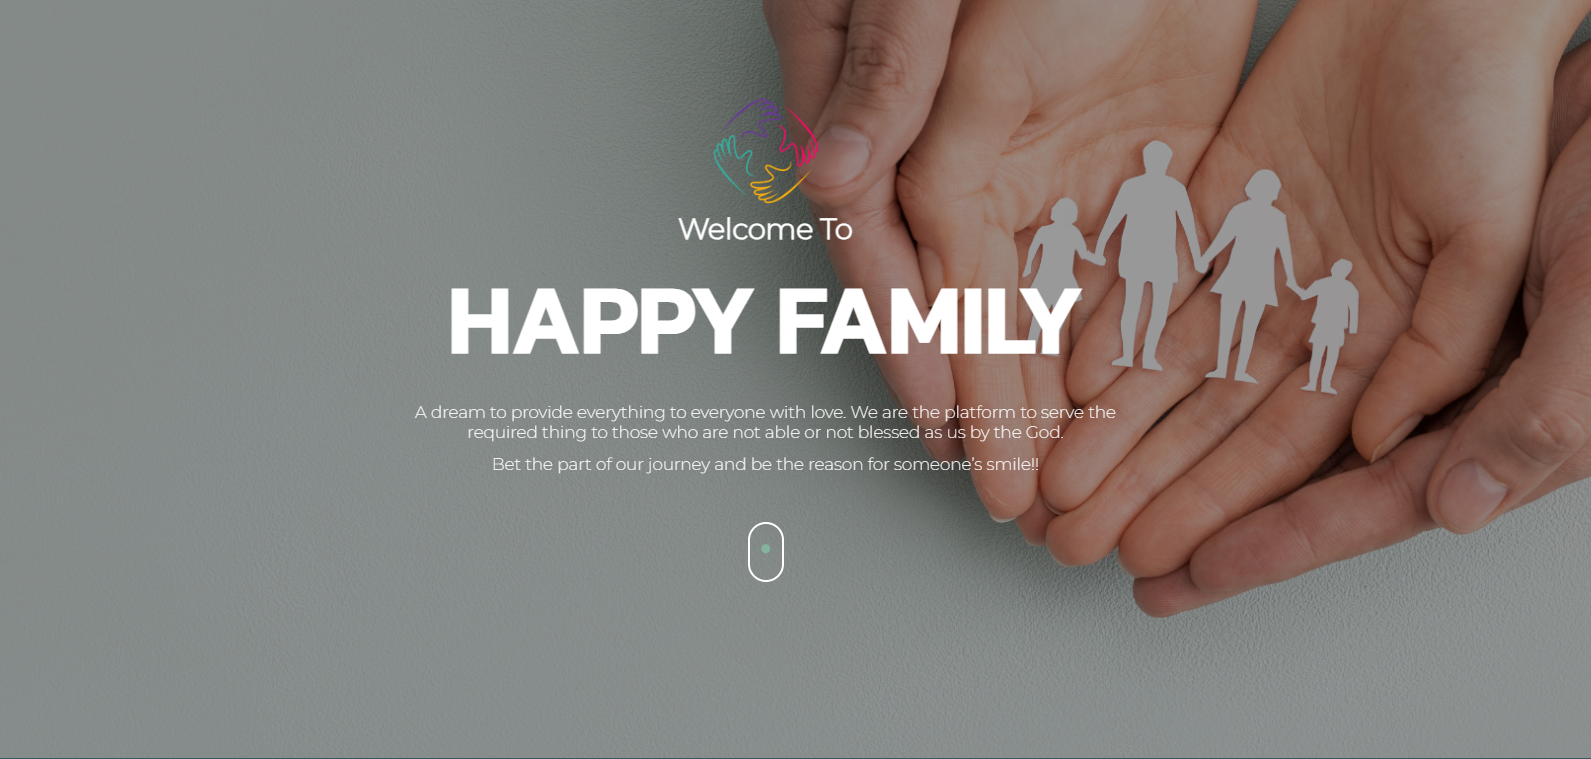 Welcome To
HAPPY FAMILY
A dream to provide everything to everyone with love. We are the platform to serve the
required thing to those who are not able or not blessed as us by the God.
Bet the part of our journey and be the reason for someone's smile!!